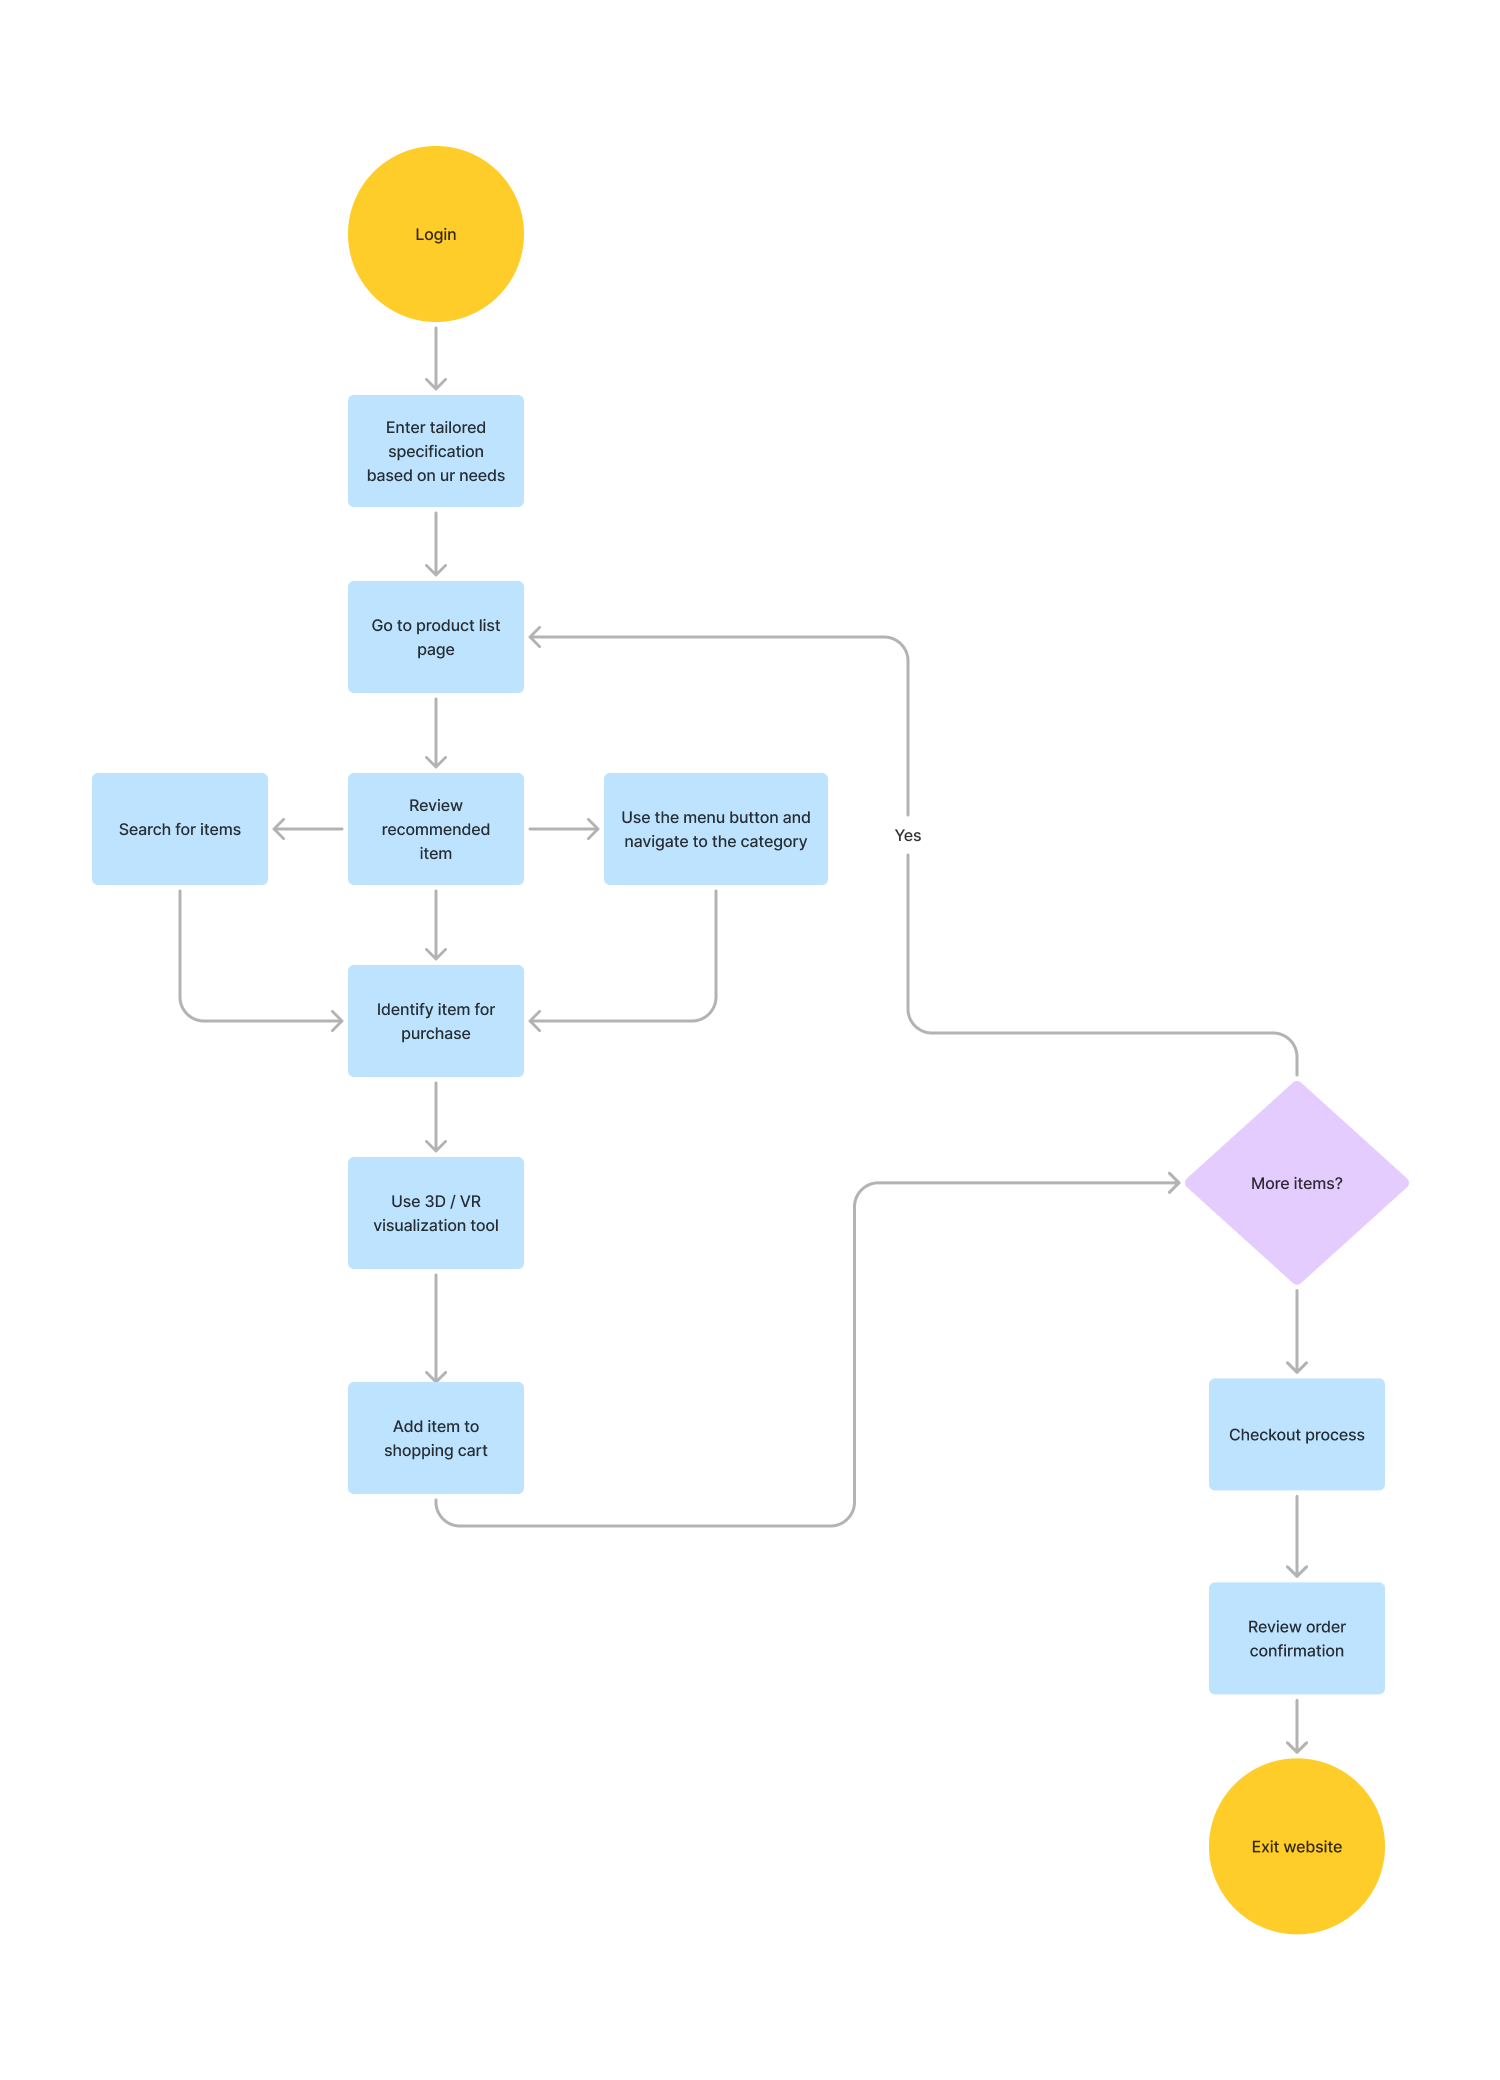 Login
Enter tailored
specification
based on ur needs
Go to product list
page
Search for items
Review
recommended
item
Use the menu button and
navigate to the category
Yes
Identify item for
purchase
Use 3D / VR
visualization tool
More items?
Add item to
shopping cart
Checkout process
Review order
confirmation
Exit website